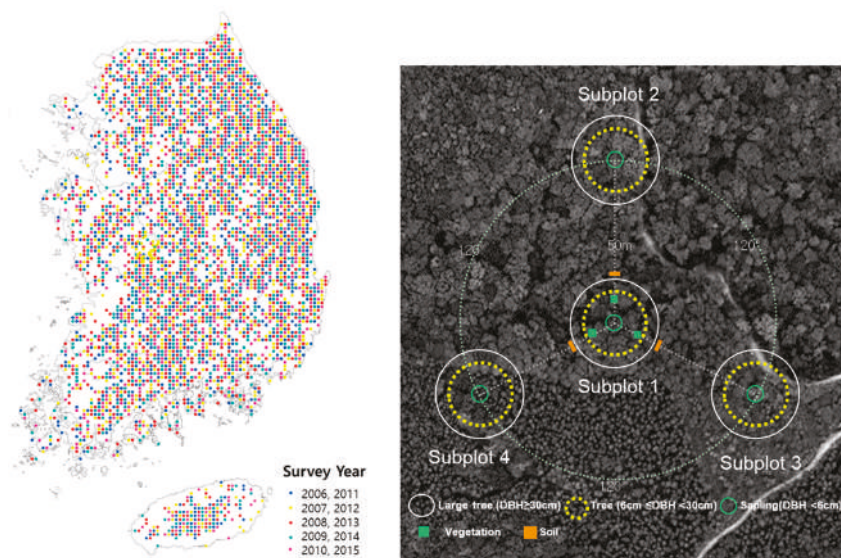 Survey Year
2006, 2011
2007, 2012
2008, 2013
2009, 2014
2010, 2015
Subplot 2
120°
50m
120°
Subplot 1
Subplot 4
Subplot 3
Large tree (DBH≥30cm)
Tree (6cm ≤DBH <30cm)
Sapling(DBH <6cm)
Vegetation
Soil